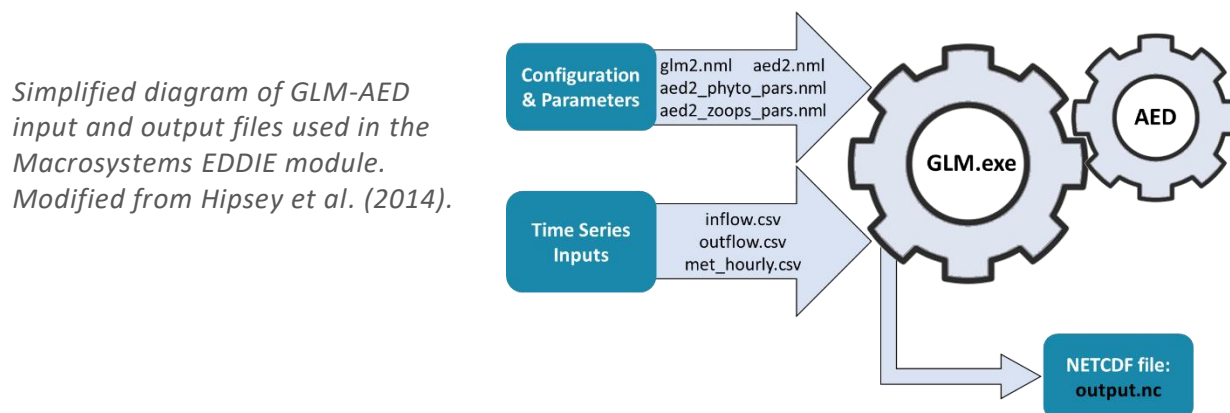 Simplified diagram of GLM-AED
input and output files used in the
Macrosystems EDDIE module.
Modified from Hipsey et al. (2014).
Configuration
& Parameters
glm2.nml aed2.nml
aed2_phyto_pars.nml
aed2_zoops_pars.nml
Time Series
Inputs
inflow.csv
outflow.csv
met_hourly.csv
GLM.exe
AED
NETCDF file:
output.nc